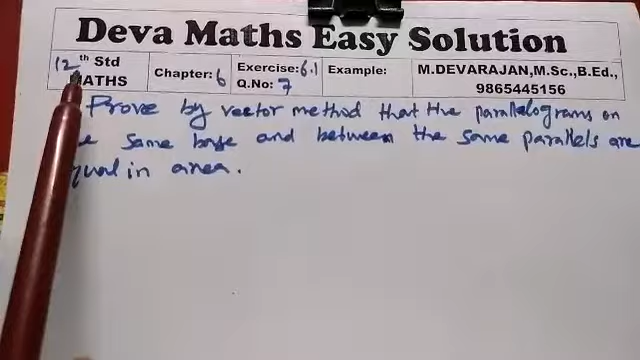 Deva Maths Easy Solution
12th Std
MATHS
Chapter: 6
Exercise: 6.1
Q.No: 7
Example:
M.DEVARAJAN,M.Sc.,B.Ed.,
9865445156
Prove by vector method that the parallelograms on
same base and between the same parallels are
in area.